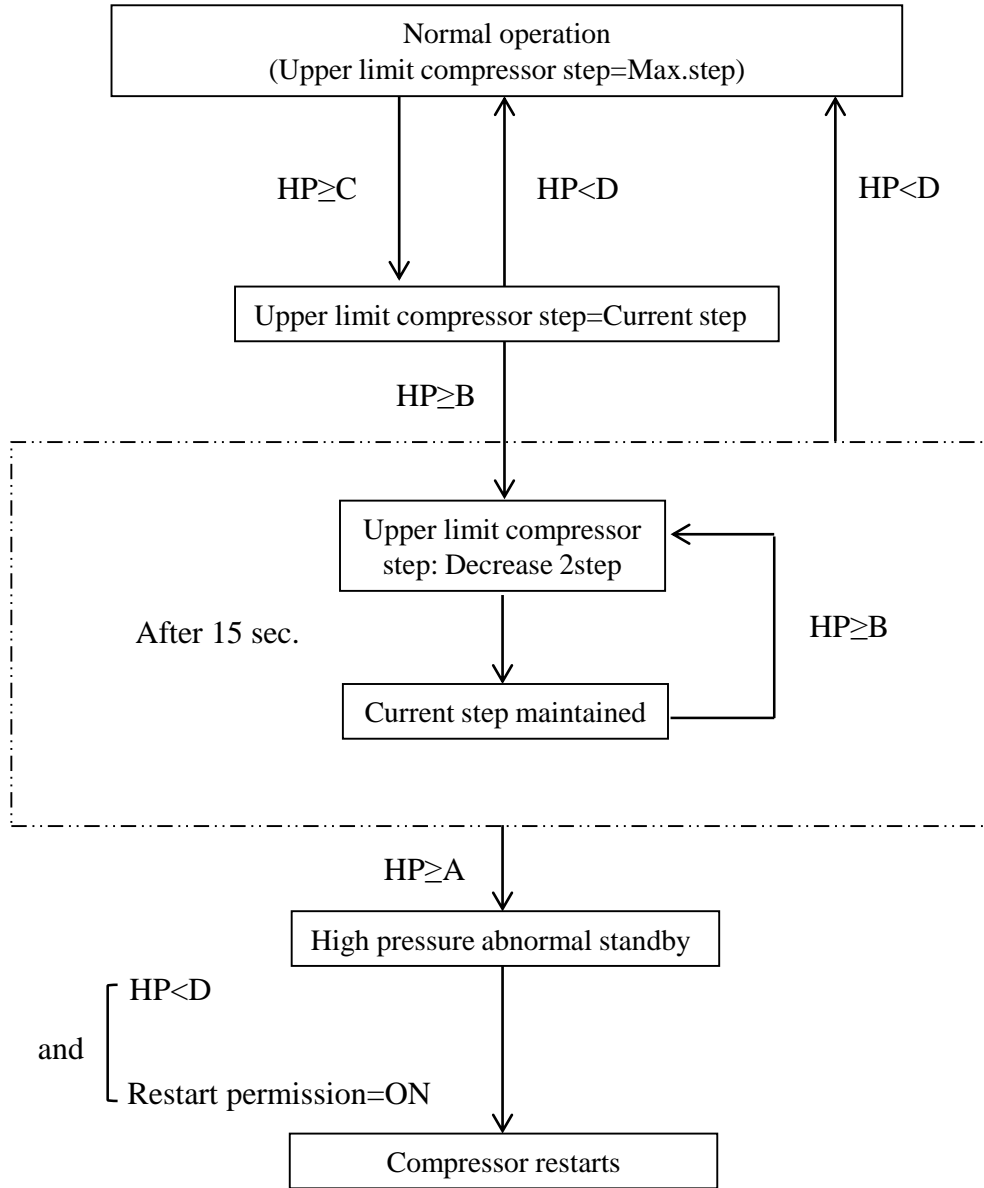 Normal operation
(Upper limit compressor step=Max.step)
HP≥C
HP<D
HP<D
Upper limit compressor step=Current step
HP≥B
Upper limit compressor
step: Decrease 2step
After 15 sec.
HP≥B
Current step maintained
HP≥A
High pressure abnormal standby
HP<D
and
Restart permission=ON
Compressor restarts